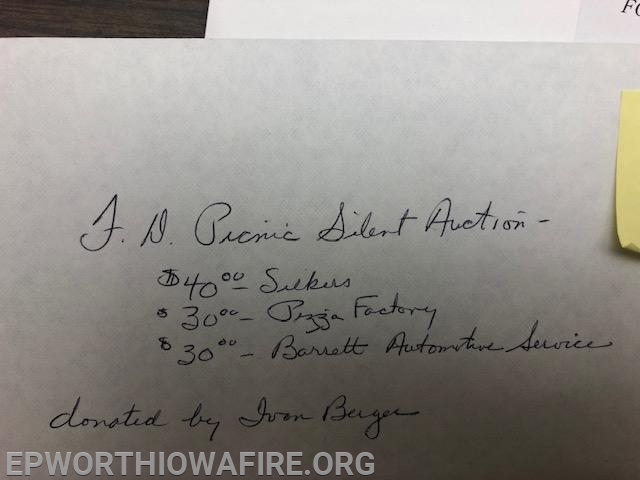 FO
F. D. Picnic Silent Auction -
$40.00 - Silkers
$30.00 - Pizza Factory
$30.00 - Barrett Automotive Service
donated by Ivan Berger
EPWORTHIOWAFIRE.ORG